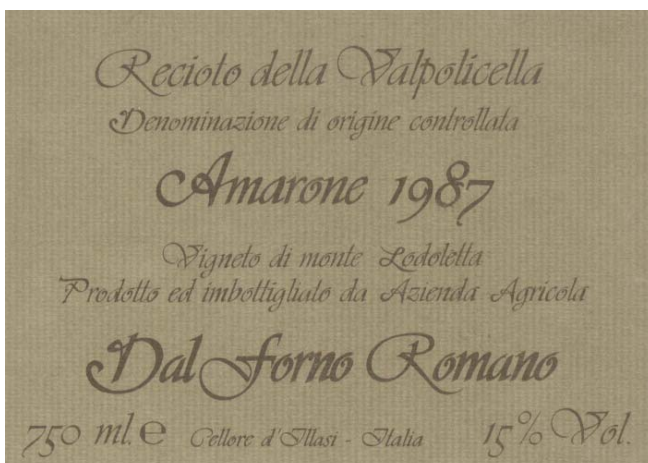 Recioto della Valpolicella
Denominazione di origine controllata
Amarone 1987
Vigneto di monte Lodoletta
Prodotto ed imbottigliato da Azienda Agricola
Dal Forno Romano
750 ml. e Cellore d'Illasi - Italia 15% Vol.